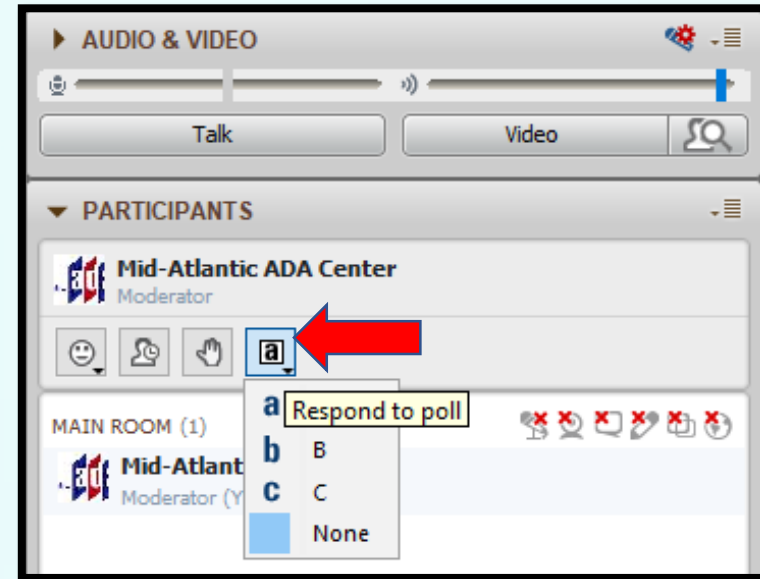 AUDIO & VIDEO
Talk Video
PARTICIPANTS
Mid-Atlantic ADA Center
Moderator
a
a Respond to poll
MAIN ROOM (1)
b B
Mid-Atlant
Moderator (Y
c C
None